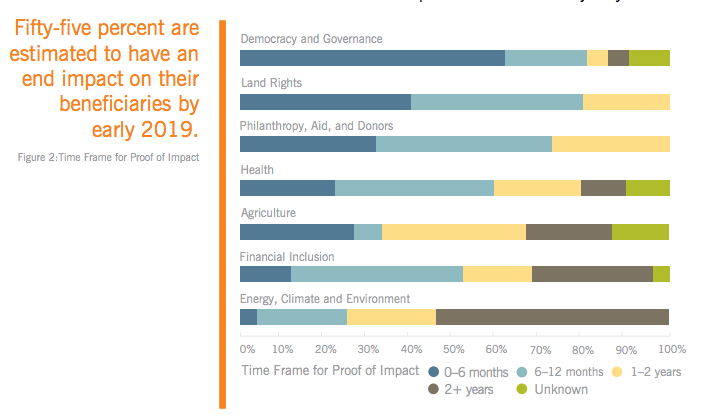 Fifty-five percent are
estimated to have an
end impact on their
beneficiaries by
early 2019.
Figure 2: Time Frame for Proof of Impact
Democracy and Governance
Land Rights
Philanthropy, Aid, and Donors
Health
Agriculture
Financial Inclusion
Energy, Climate and Environment
0% 10% 20% 30% 40% 50% 60% 70% 80% 90% 100%
Time Frame for Proof of Impact 0–6 months 6–12 months 1–2 years
2+ years Unknown